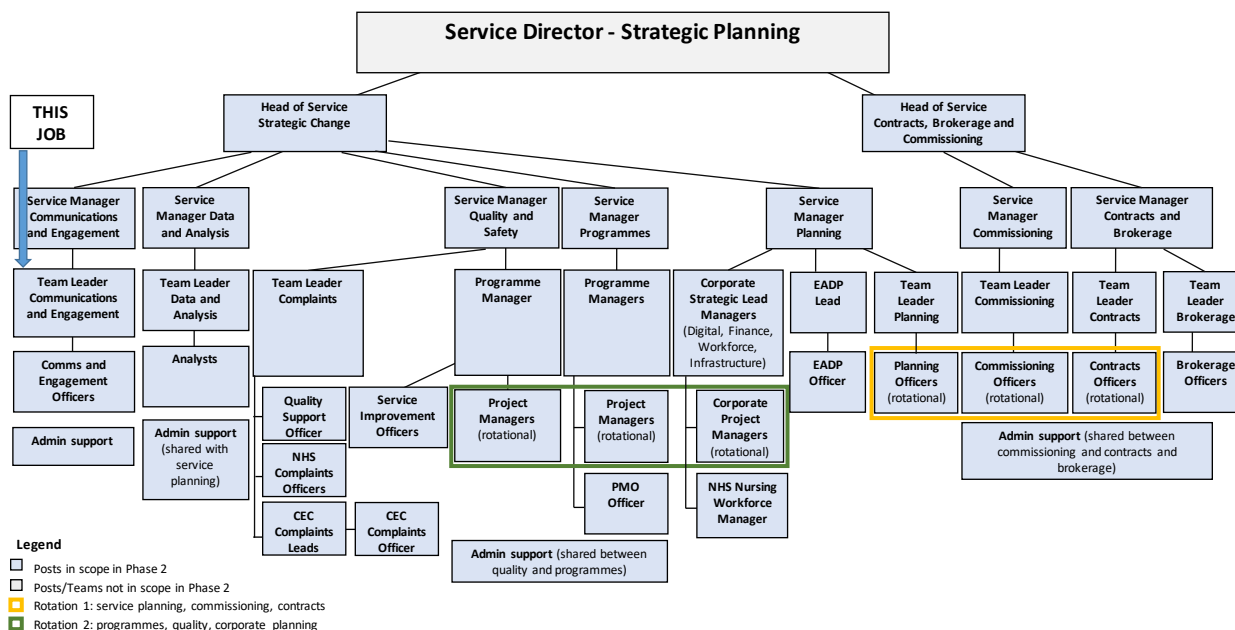 Service Director - Strategic Planning
THIS
JOB
Head of Service
Strategic Change
Head of Service
Contracts, Brokerage and
Commissioning
Service Manager
Communications
and Engagement
Service
Manager Data
and Analysis
Service Manager
Quality and
Safety
Service
Manager
Programmes
Service
Manager
Planning
Service
Manager
Commissioning
Service Manager
Contracts and
Brokerage
Team Leader
Communications
and Engagement
Team Leader
Data and
Analysis
Team Leader
Complaints
Programme
Manager
Programme
Managers
Corporate
Strategic Lead
Managers
(Digital, Finance,
Workforce,
Infrastructure)
EADP
Lead
Team
Leader
Planning
Team Leader
Commissioning
Team
Leader
Contracts
Team
Leader
Brokerage
Comms and
Engagement
Officers
Analysts
EADP
Officer
Planning
Officers
(rotational)
Commissioning
Officers
(rotational)
Contracts
Officers
(rotational)
Brokerage
Officers
Quality
Support
Officer
Service
Improvement
Officers
Project
Managers
(rotational)
Project
Managers
(rotational)
Corporate
Project
Managers
(rotational)
Admin support
Admin support
(shared with
service
planning)
Admin support (shared between
commissioning and contracts and
brokerage)
NHS
Complaints
Officers
PMO
Officer
NHS Nursing
Workforce
Manager
CEC
Complaints
Leads
CEC
Complaints
Officer
Admin support (shared between
quality and programmes)
Legend
Posts in scope in Phase 2
Posts/Teams not in scope in Phase 2
Rotation 1: service planning, commissioning, contracts
Rotation 2: programmes, quality, corporate planning